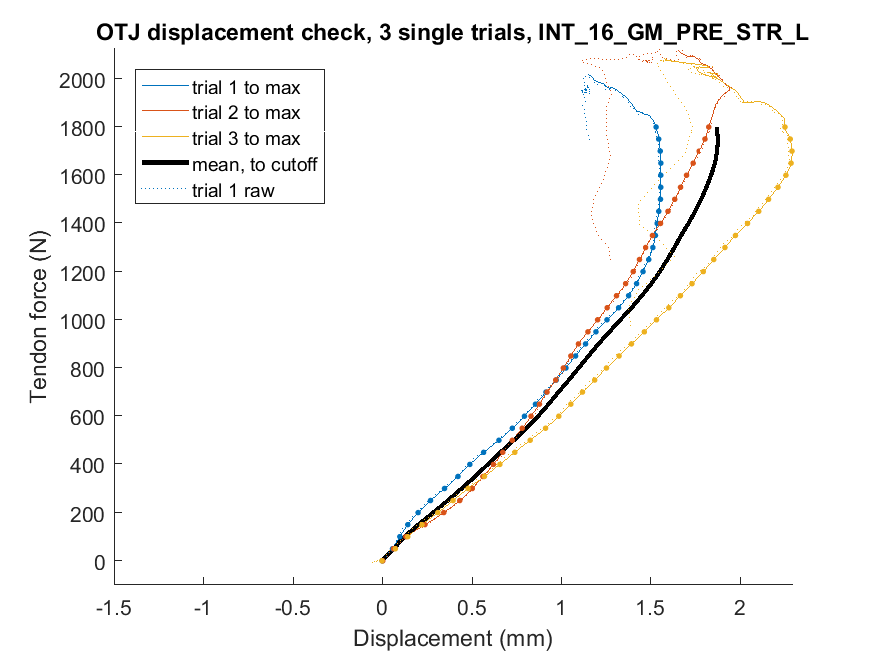 OTJ displacement check, 3 single trials, INT_16_GM_PRE_STR_L
trial 1 to max
trial 2 to max
trial 3 to max
mean, to cutoff
trial 1 raw
Tendon force (N)
2000
1800
1600
1400
1200
1000
800
600
400
200
0
-1.5 -1 -0.5 0 0.5 1 1.5 2
Displacement (mm)